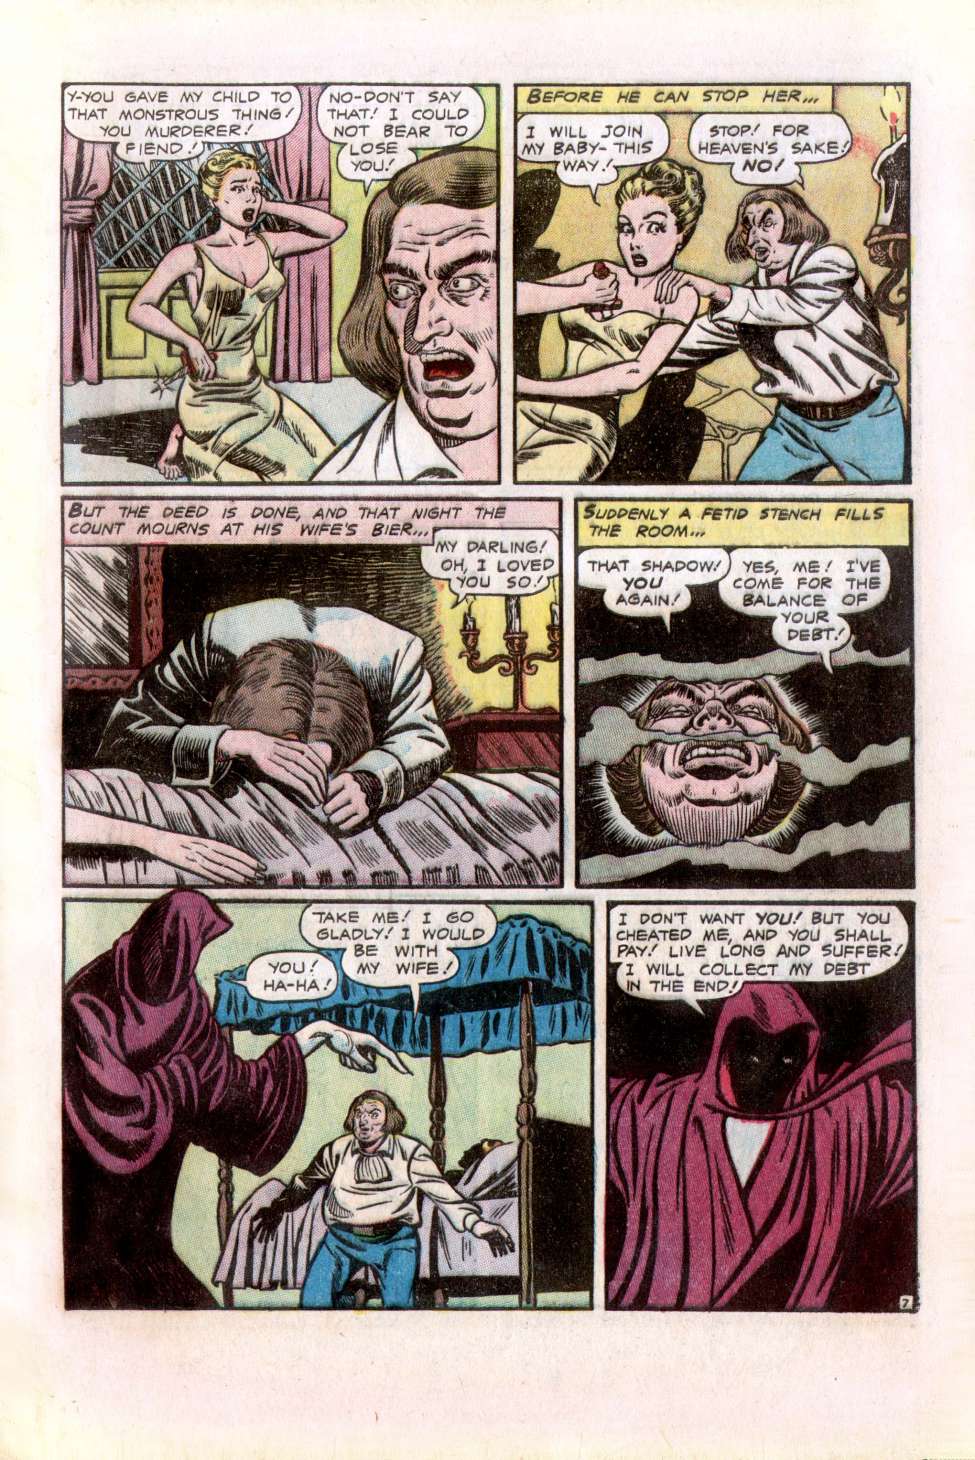 Y-YOU GAVE MY CHILD TO
THAT MONSTROUS THING!
YOU MURDERER!
FIEND!
NO-DON'T SAY
THAT! I COULD
NOT BEAR TO
LOSE
YOU!
BEFORE HE CAN STOP HER...
I WILL JOIN
MY BABY- THIS
WAY!
STOP! FOR
HEAVEN'S SAKE!
NO!
BUT THE DEED IS DONE, AND THAT NIGHT THE
COUNT MOURNS AT HIS WIFE'S BIER...
MY DARLING!
OH, I LOVED
YOU SO!
SUDDENLY A FETID STENCH FILLS
THE ROOM...
THAT SHADOW!
YOU
AGAIN!
YES, ME! I'VE
COME FOR THE
BALANCE OF
YOUR
DEBT!
TAKE ME! I GO
GLADLY! I WOULD
BE WITH
MY WIFE!
YOU!
HA-HA!
I DON'T WANT YOU! BUT YOU
CHEATED ME, AND YOU SHALL
PAY! LIVE LONG AND SUFFER!
I WILL COLLECT MY DEBT
IN THE END!
7